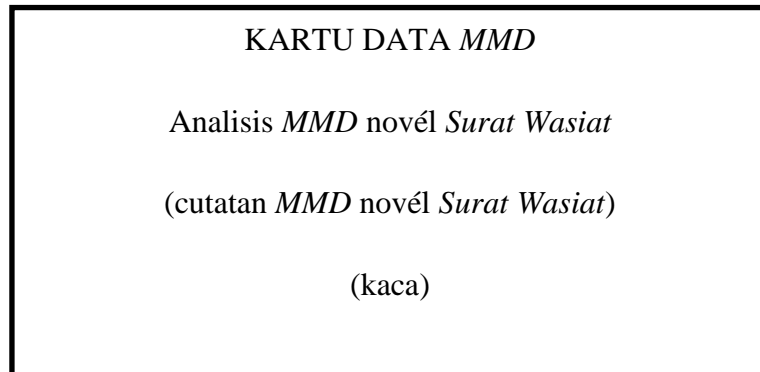 KARTU DATA MMD
Analisis MMD novél Surat Wasiat
(cutatan MMD novél Surat Wasiat)
(kaca)